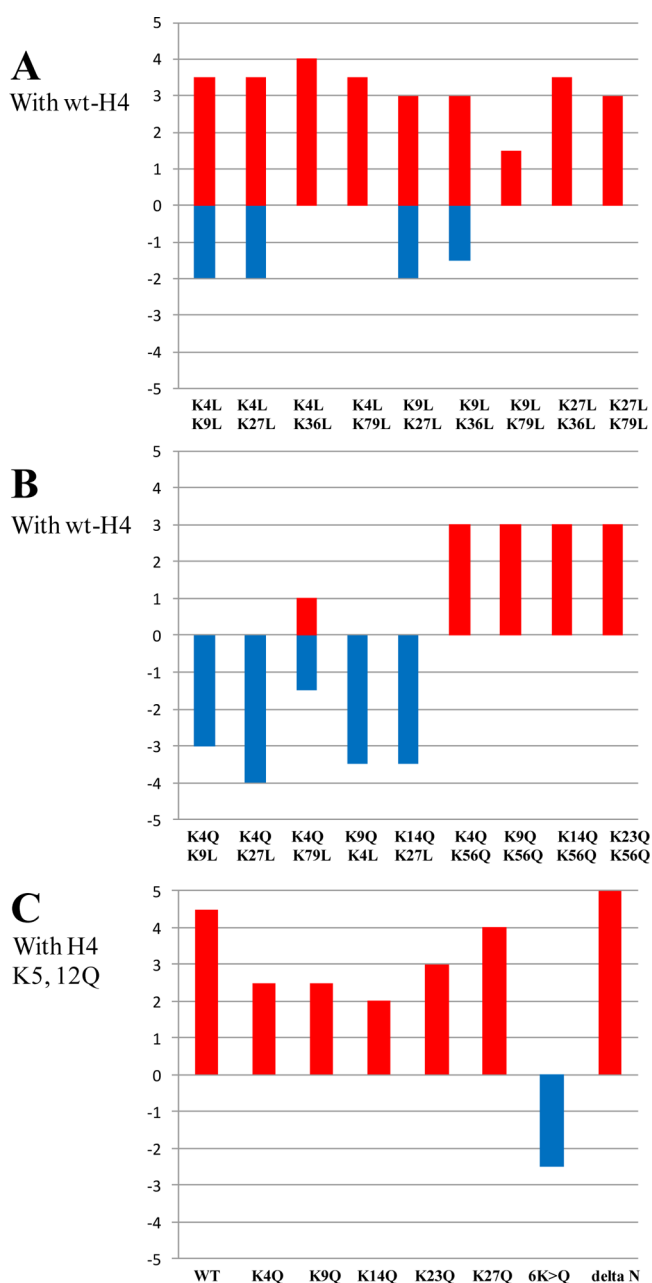 A
With wt-H4
5
4
3
2
1
0
-1
-2
-3
-4
-5
K4L K4L K4L K4L K9L K9L K9L K27L K27L
K9L K27L K36L K79L K27L K36L K79L K36L K79L
B
With wt-H4
5
4
3
2
1
0
-1
-2
-3
-4
-5
K4Q K4Q K4Q K9Q K14Q K4Q K9Q K14Q K23Q
K9L K27L K79L K4L K27L K56Q K56Q K56Q K56Q
C
With H4
K5, 12Q
5
4
3
2
1
0
-1
-2
-3
-4
-5
WT K4Q K9Q K14Q K23Q K27Q 6K>Q delta N